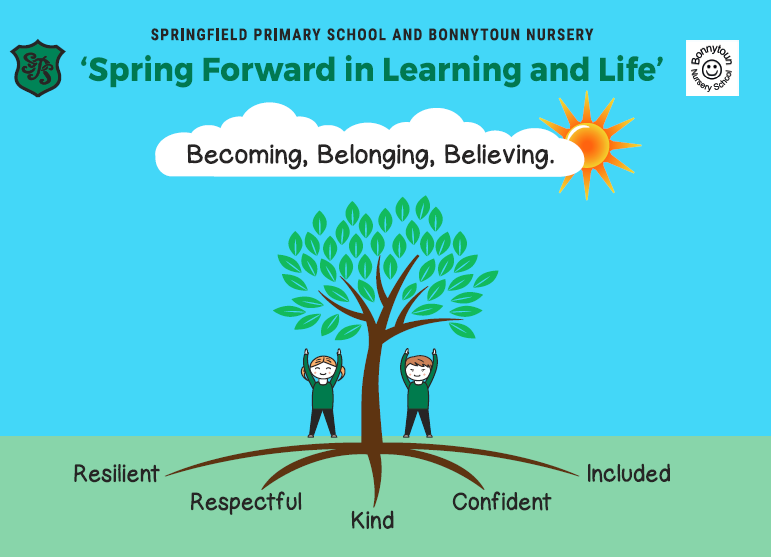 SPRINGFIELD PRIMARY SCHOOL AND BONNYTOUN NURSERY
SPS
‘Spring Forward in Learning and Life’
Bonnytoun
Nursery School
Becoming, Belonging, Believing.
Resilient
Included
Respectful
Confident
Kind